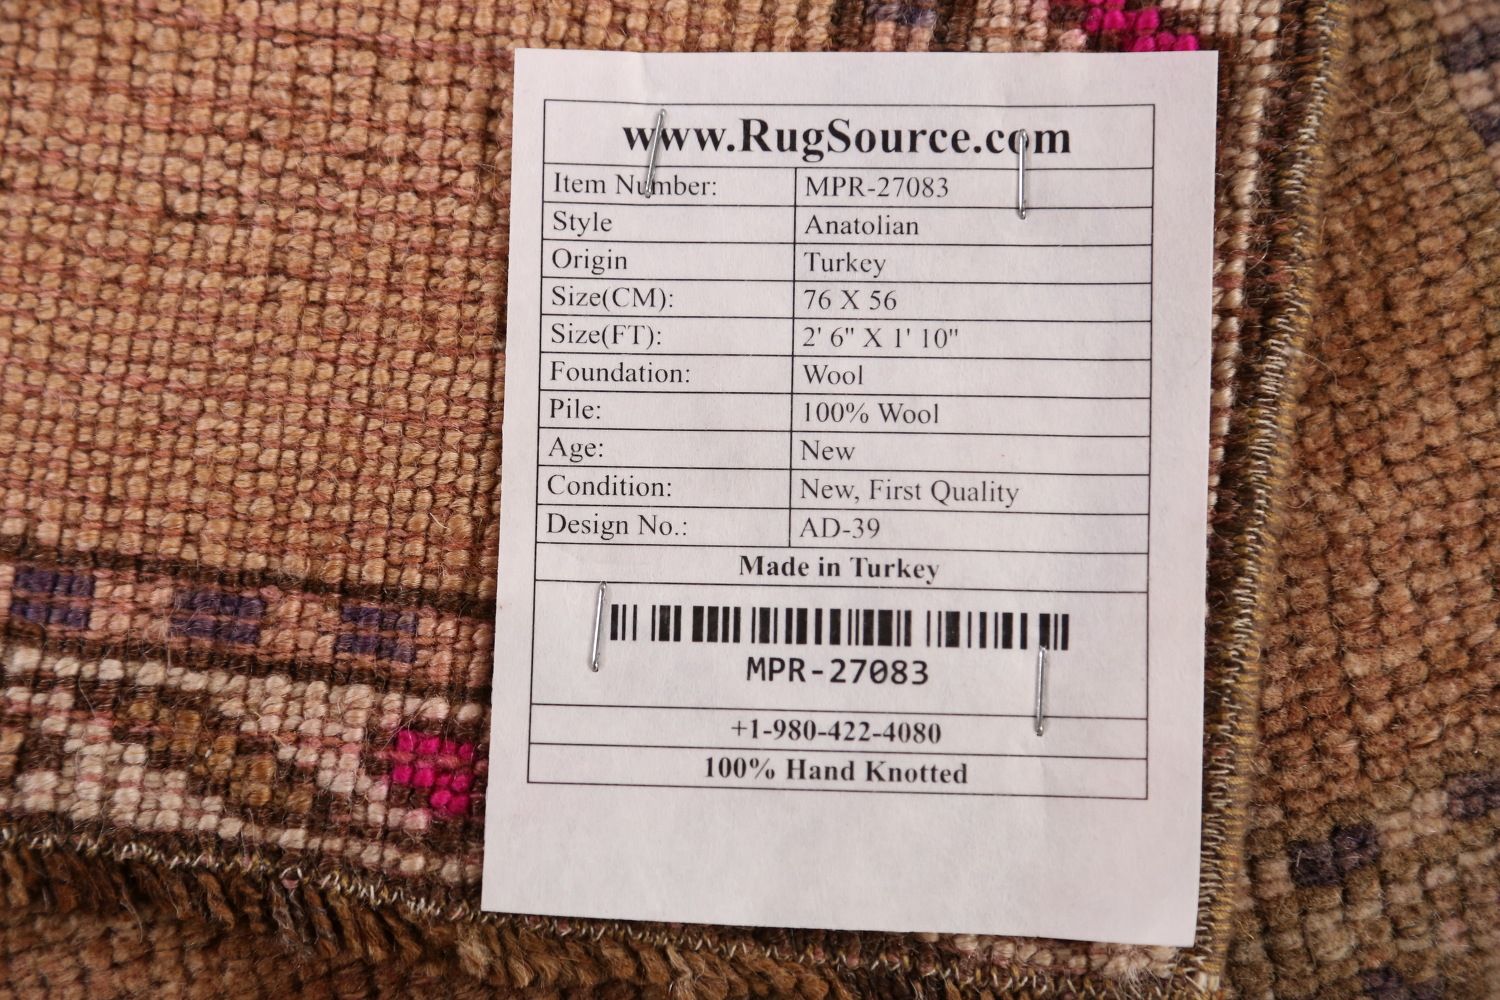 www.RugSource.com
Item Number: MPR-27083
Style Anatolian
Origin Turkey
Size(CM): 76 X 56
Size(FT): 2' 6" X 1' 10"
Foundation: Wool
Pile: 100% Wool
Age: New
Condition: New, First Quality
Design No.: AD-39
Made in Turkey
MPR-27083
+1-980-422-4080
100% Hand Knotted